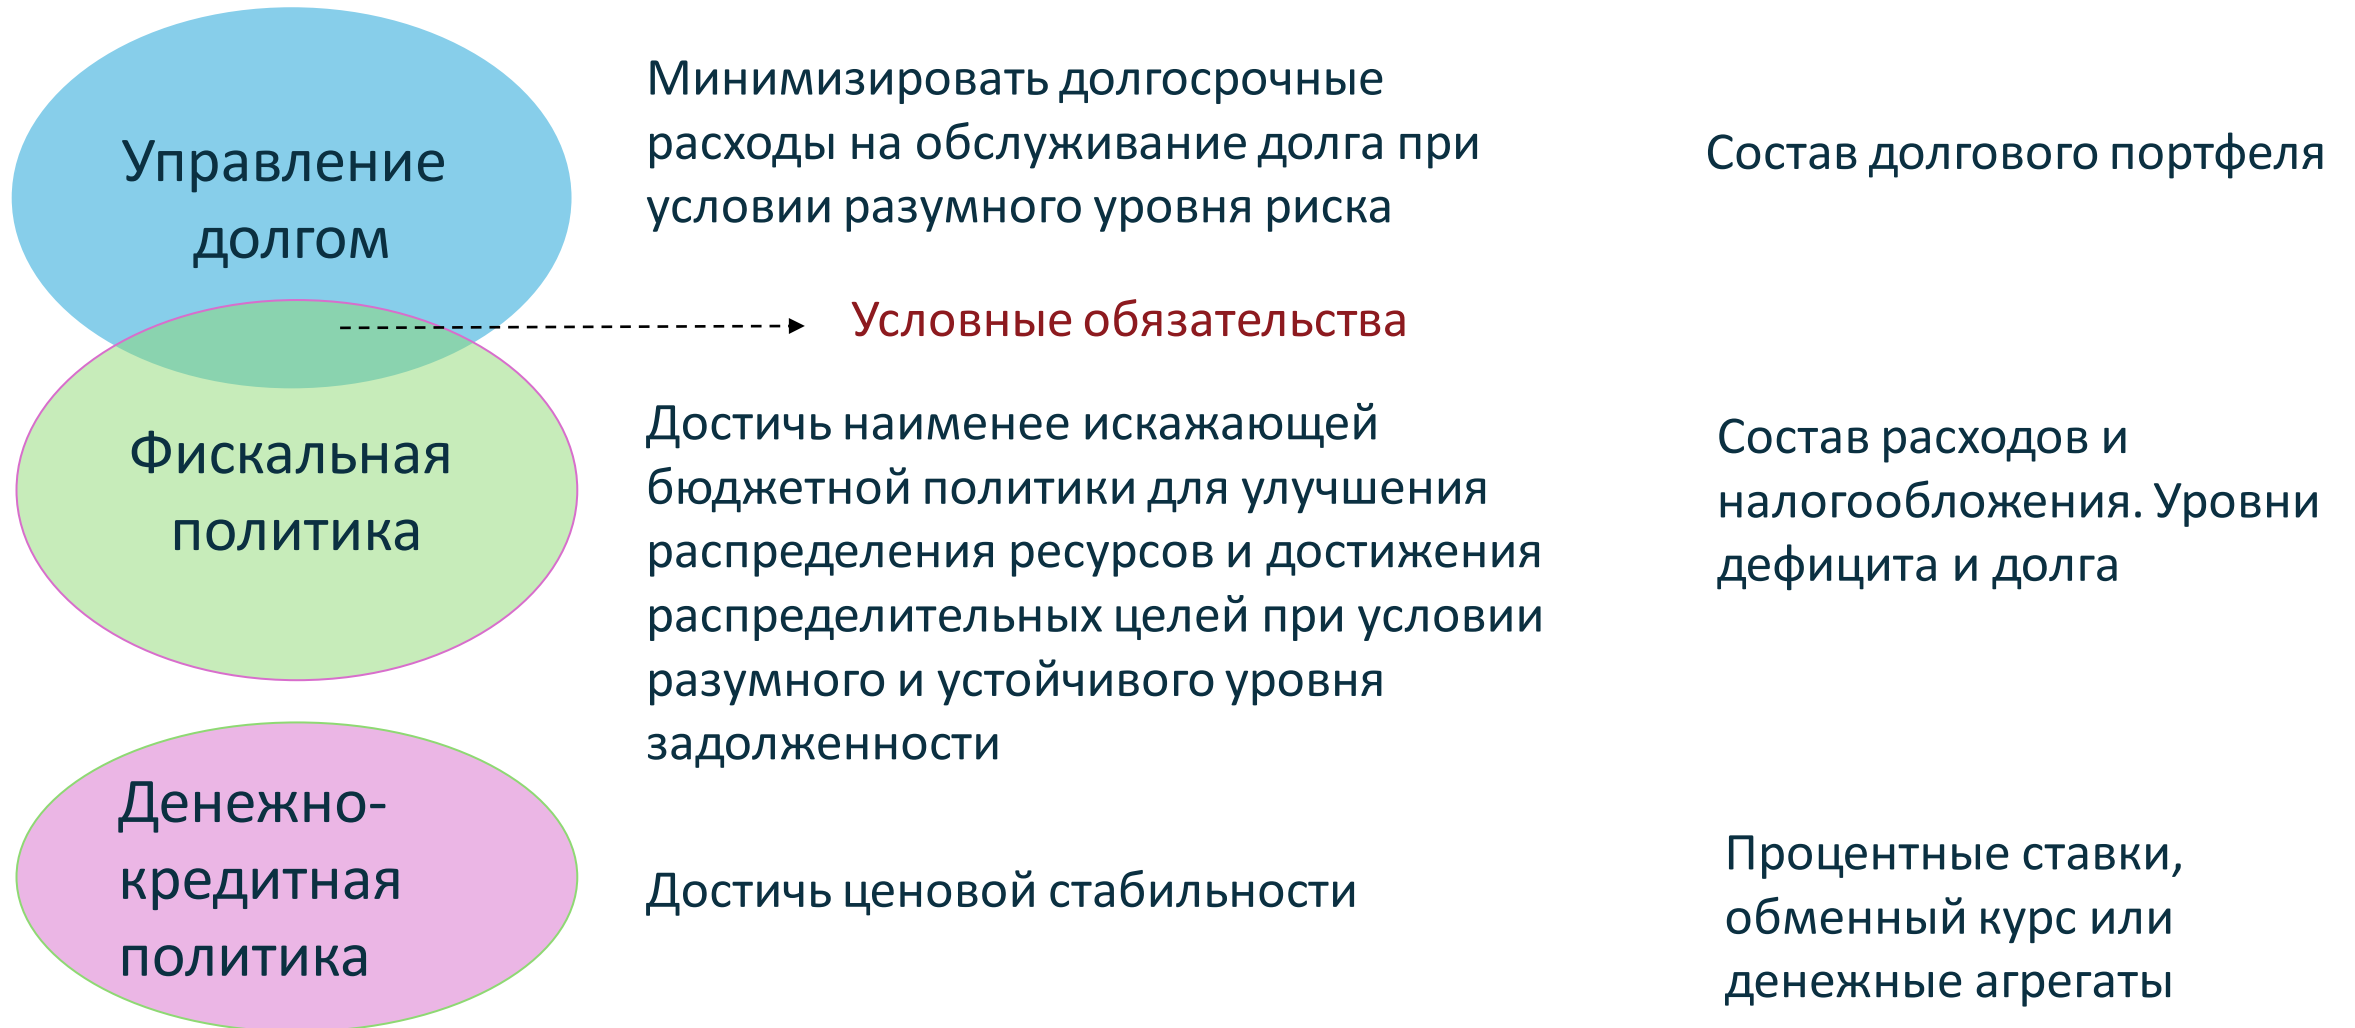 Управление
долгом
Минимизировать долгосрочные
расходы на обслуживание долга при
условии разумного уровня риска
Состав долгового портфеля
Условные обязательства
Фискальная
политика
Достичь наименее искажающей
бюджетной политики для улучшения
распределения ресурсов и достижения
распределительных целей при условии
разумного и устойчивого уровня
задолженности
Состав расходов и
налогообложения. Уровни
дефицита и долга
Денежно-
кредитная
политика
Достичь ценовой стабильности
Процентные ставки,
обменный курс или
денежные агрегаты